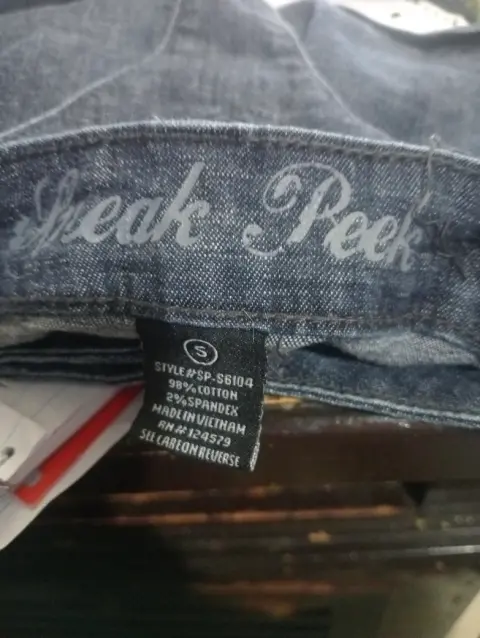 Sneak Peek
S
STYLE#SP-S6104
98% COTTON
2% SPANDEX
MADE IN VIETNAM
RN# 124579
SEE CARE ON REVERSE